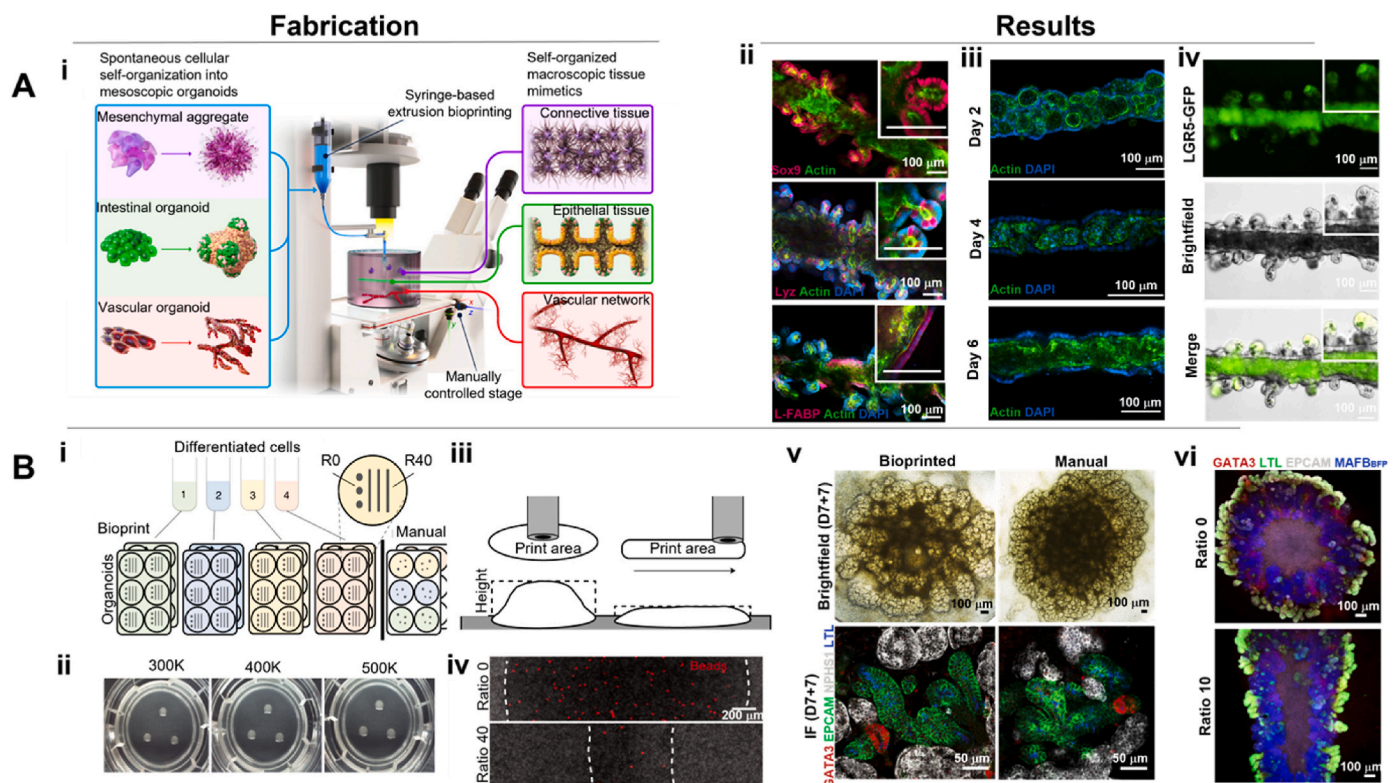 Fabrication
Results
A
i
Spontaneous cellular
self-organization into
mesoscopic organoids
Mesenchymal aggregate
Intestinal organoid
Vascular organoid
Syringe-based
extrusion bioprinting
Self-organized
macroscopic tissue
mimetics
Connective tissue
Epithelial tissue
Vascular network
x
z
y
Manually
controlled stage
ii
Sox9 Actin
100 μm
Lyz Actin DAPI
100 μm
L-FABP Actin DAPI
100 μm
iii
Day 2
Actin DAPI
100 μm
Day 4
Actin DAPI
100 μm
Day 6
Actin DAPI
100 μm
iv
LGR5-GFP
100 μm
Brightfield
100 μm
Merge
100 μm
B
i
Differentiated cells
1
2
3
4
R0
R40
Bioprint
Manual
Organoids
ii
300K
400K
500K
iii
Print area
Print area
Height
iv
Ratio 0
Beads
200 μm
Ratio 40
v
Bioprinted
Manual
Brightfield (D7+7)
100 μm
100 μm
IF (D7+7)
GATA3 EPCAM NPHS1 LTL
50 μm
50 μm
vi
GATA3 LTL EPCAM MAFBBFP
Ratio 0
100 μm
Ratio 10
100 μm